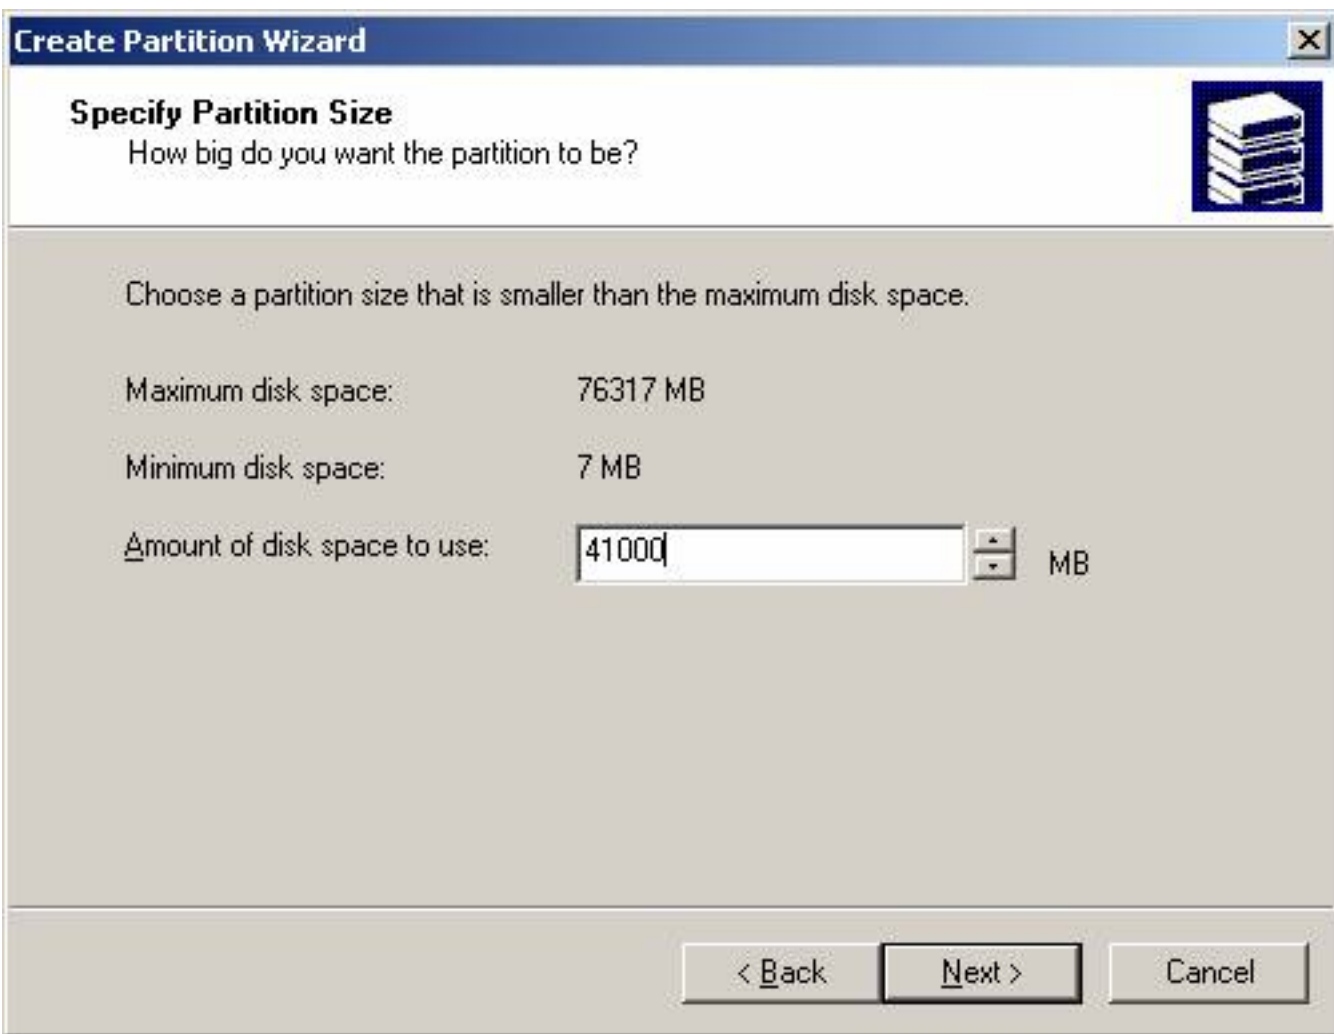 Create Partition Wizard
Specify Partition Size
How big do you want the partition to be?
Choose a partition size that is smaller than the maximum disk space.
Maximum disk space: 76317 MB
Minimum disk space: 7 MB
Amount of disk space to use: 41000 MB
< Back Next > Cancel